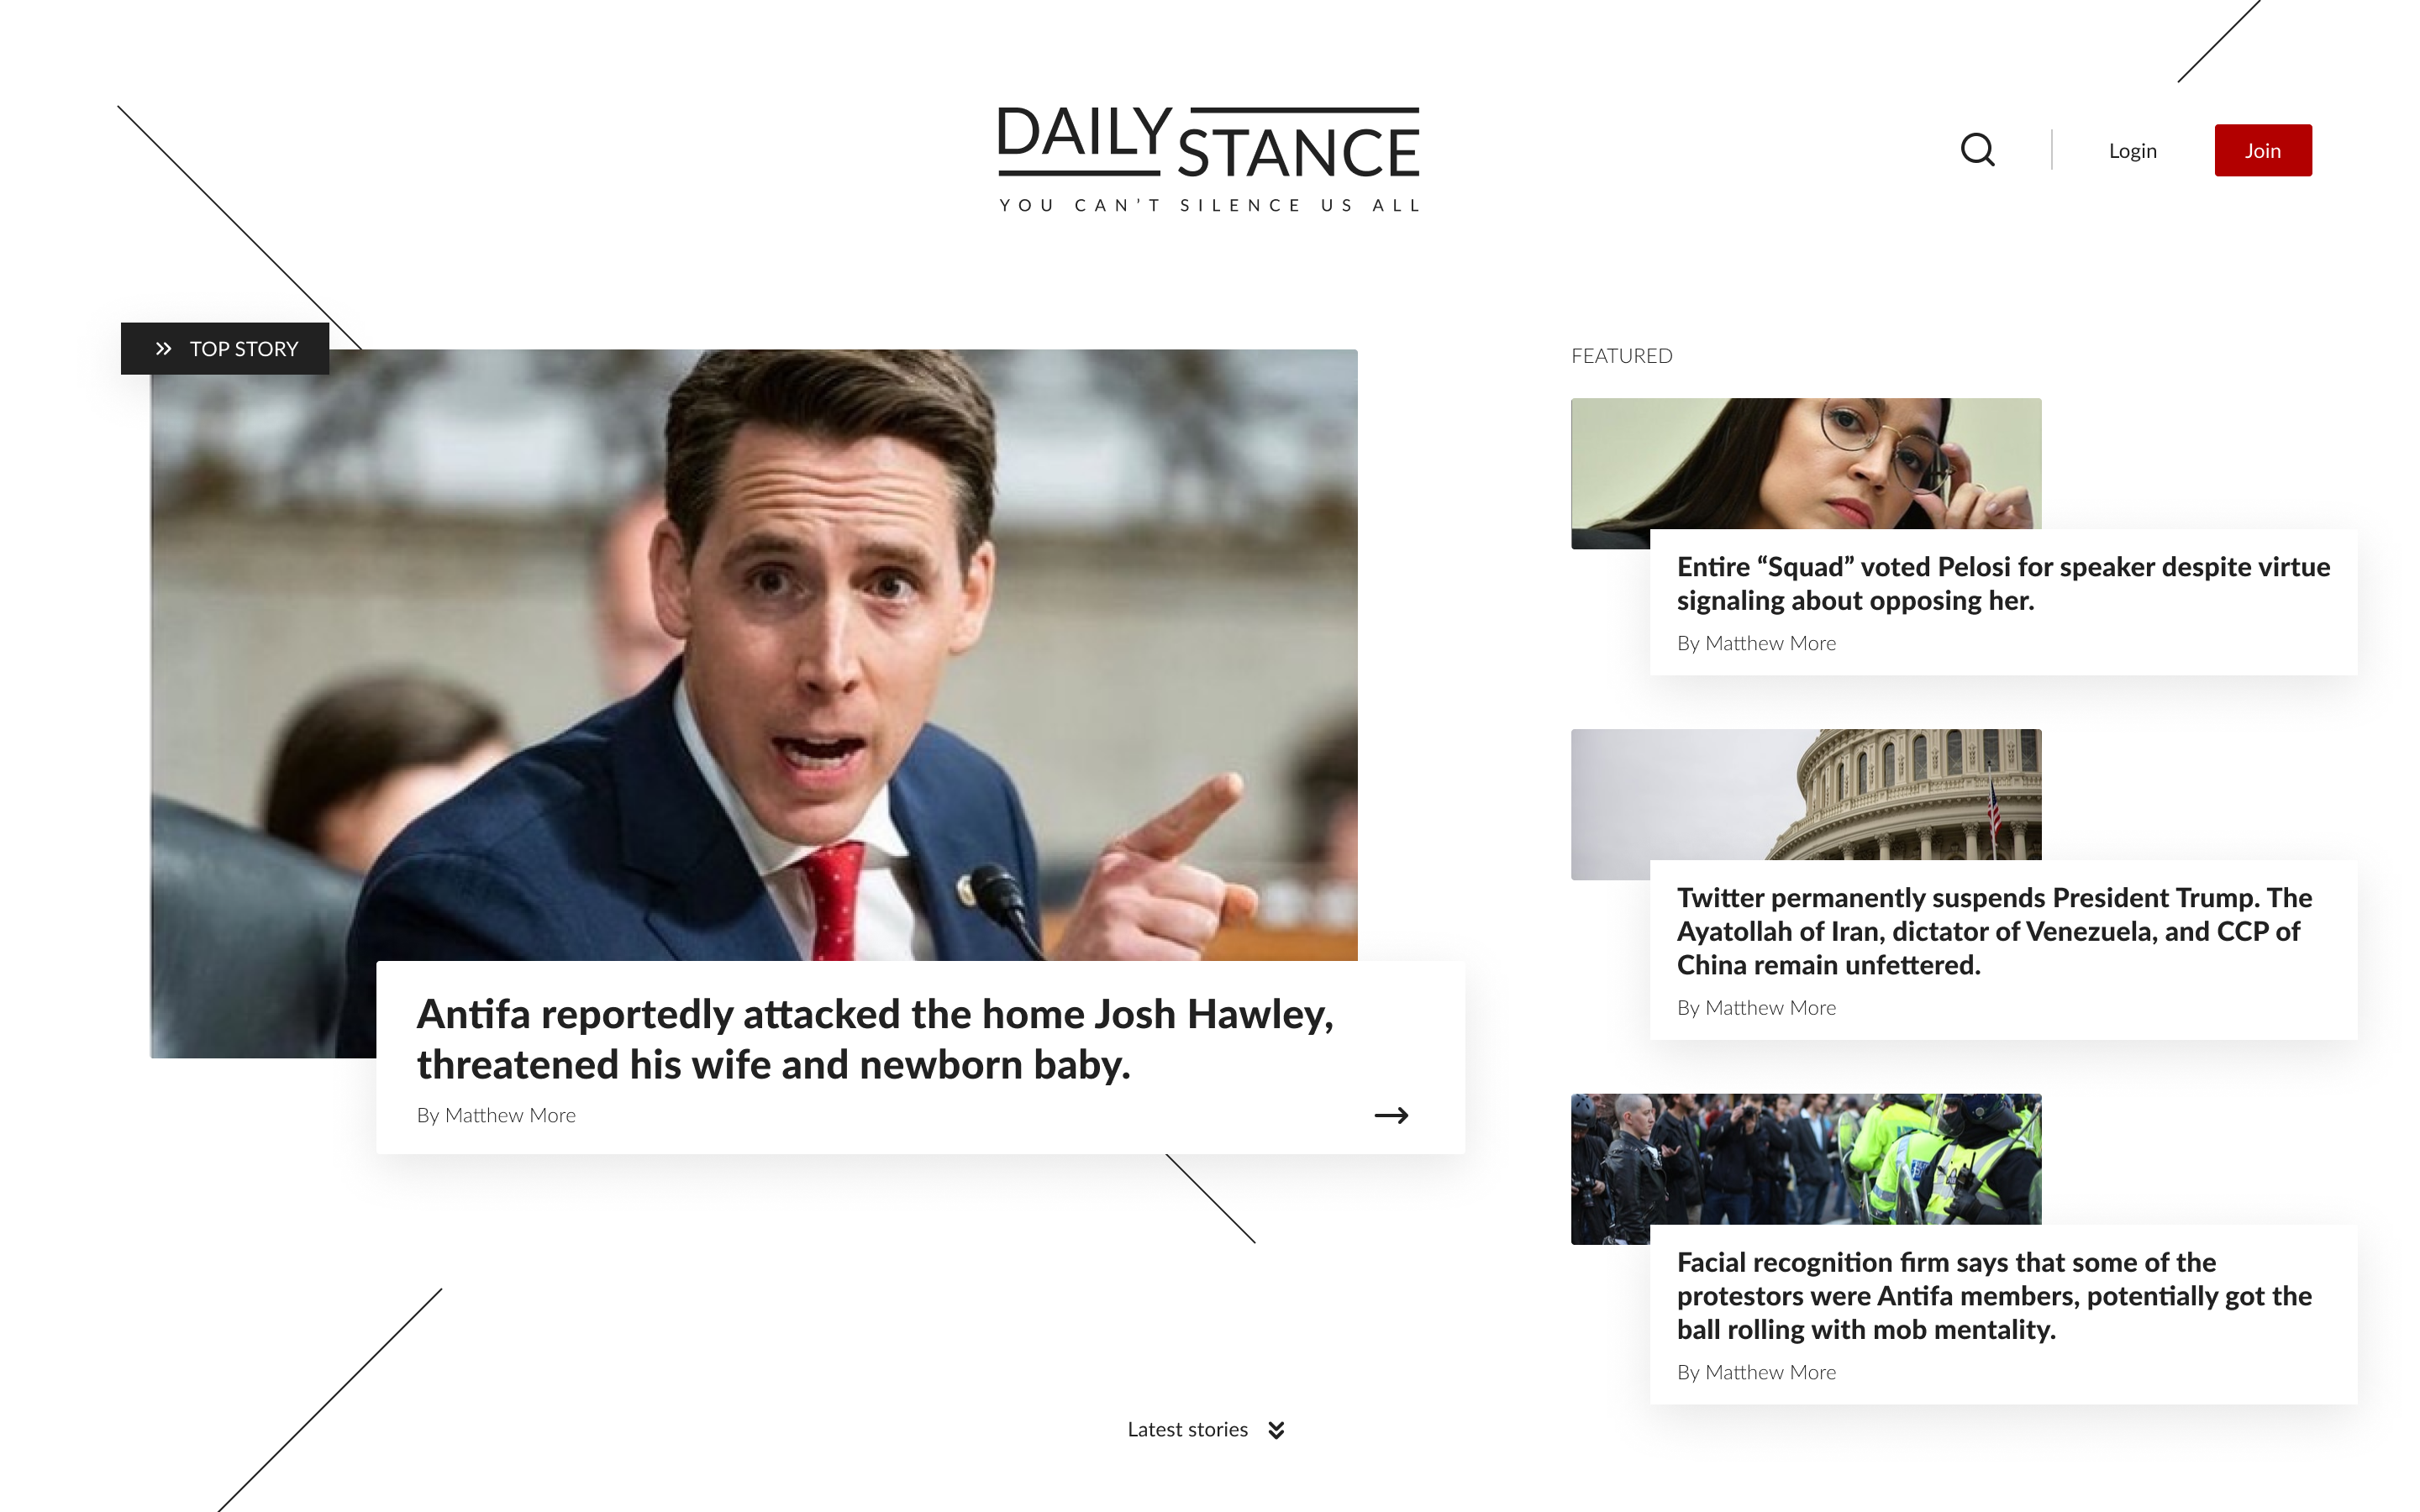 DAILY STANCE
YOU CAN'T SILENCE US ALL
Login
Join
TOP STORY
Antifa reportedly attacked the home Josh Hawley,
threatened his wife and newborn baby.
By Matthew More
FEATURED
Entire “Squad” voted Pelosi for speaker despite virtue
signaling about opposing her.
By Matthew More
Twitter permanently suspends President Trump. The
Ayatollah of Iran, dictator of Venezuela, and CCP of
China remain unfettered.
By Matthew More
Facial recognition firm says that some of the
protestors were Antifa members, potentially got the
ball rolling with mob mentality.
By Matthew More
Latest stories